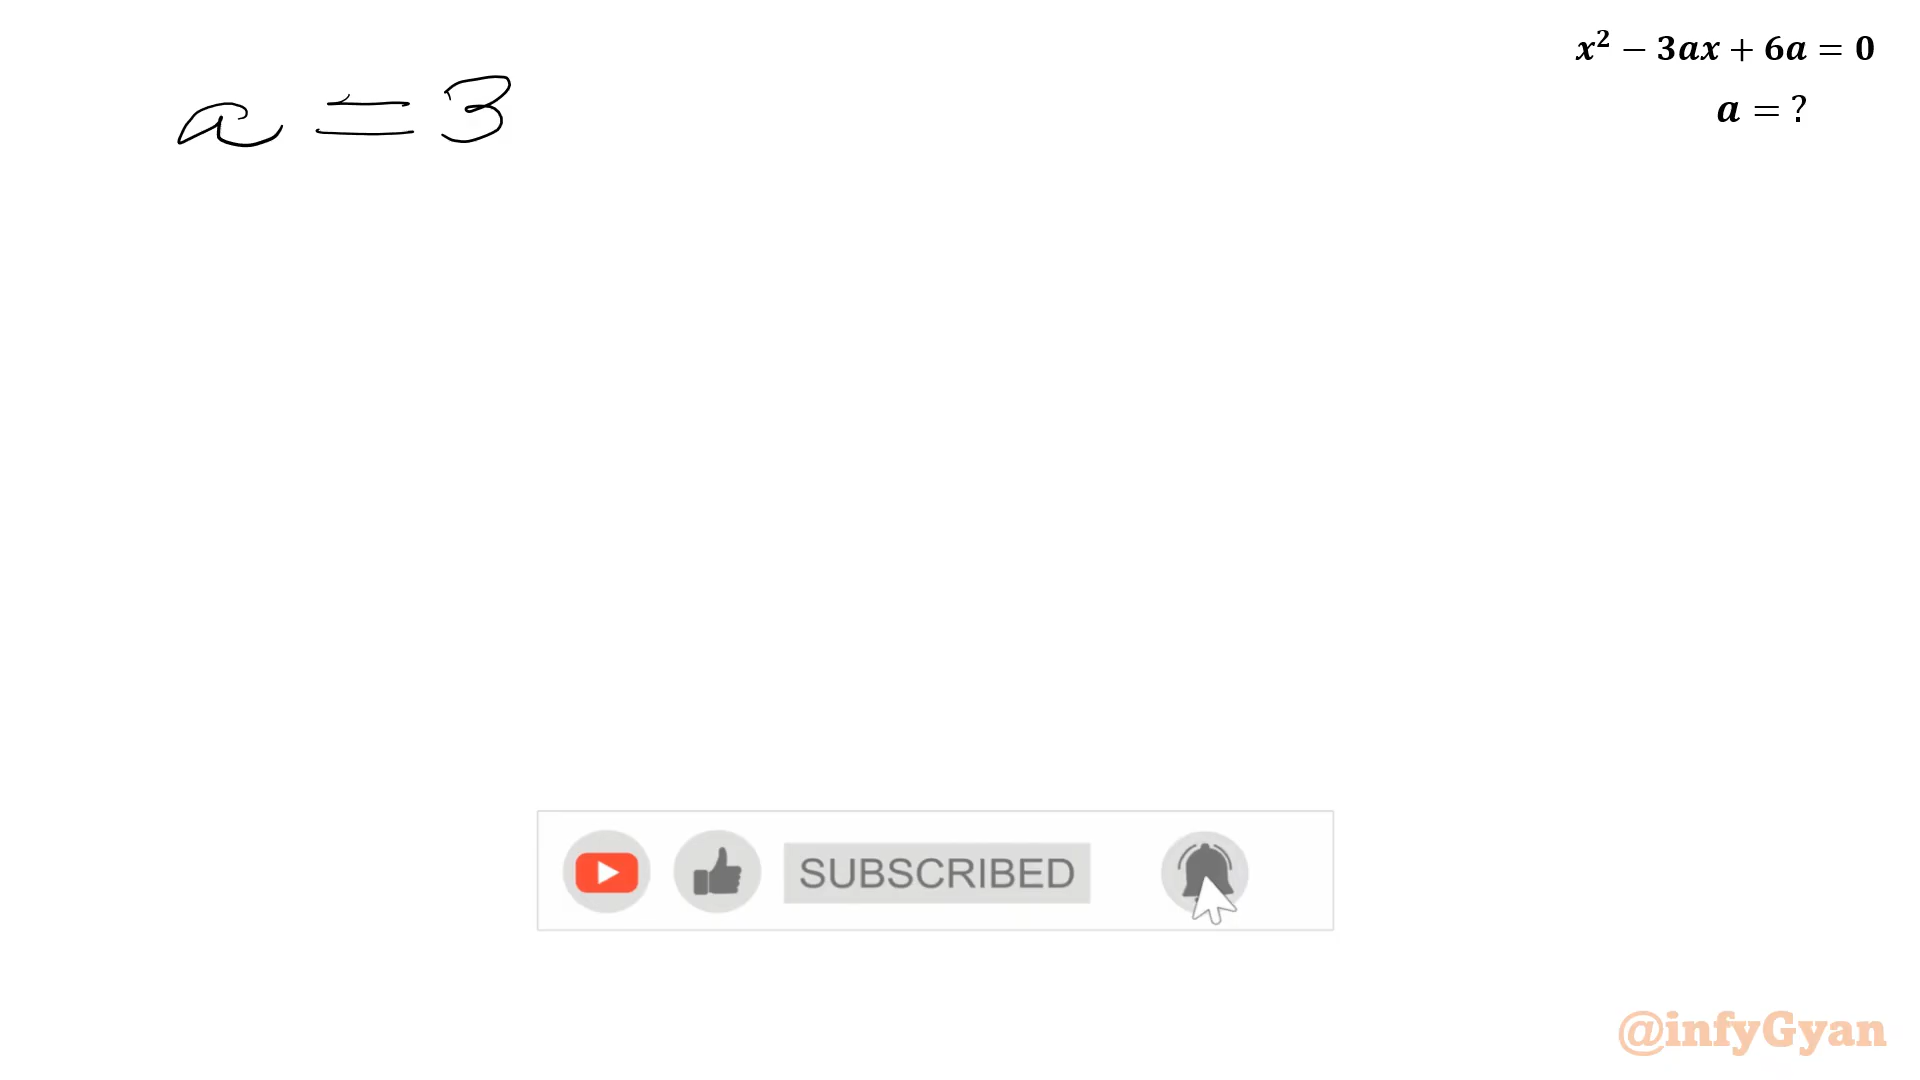 x² − 3ax + 6a = 0
a = 3
a = ?
SUBSCRIBED
@infyGyan